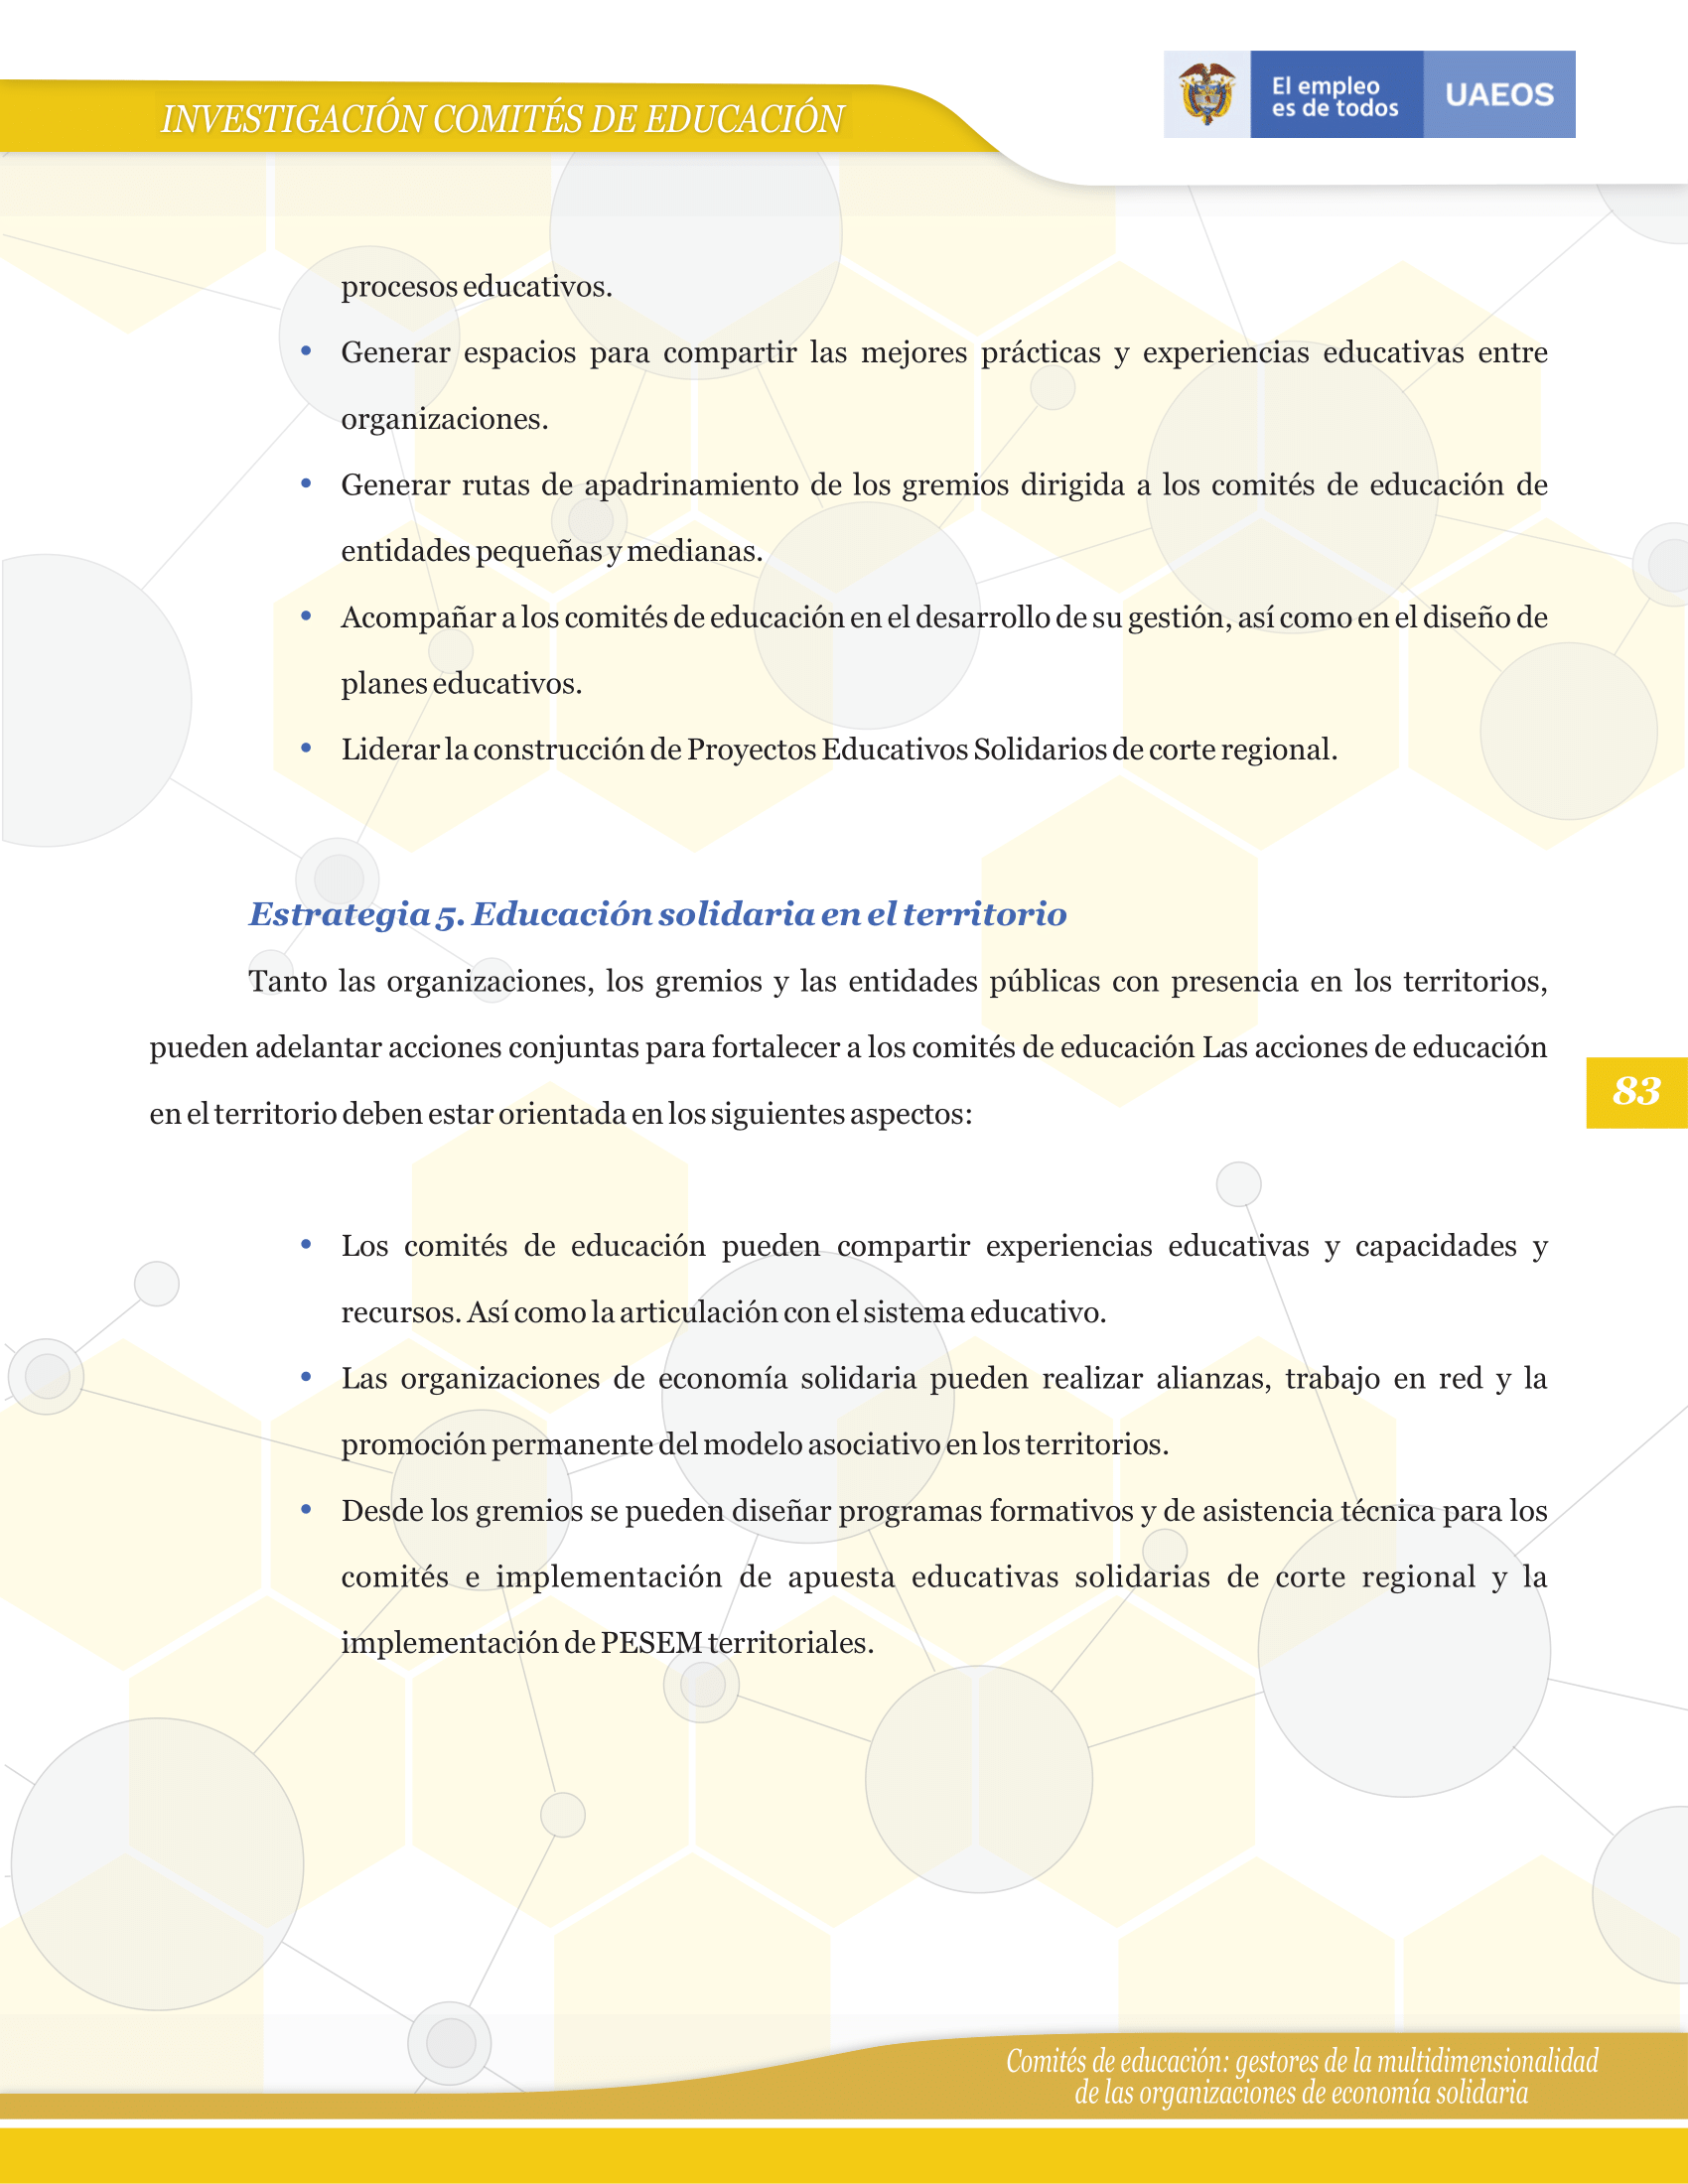 INVESTIGACIÓN COMITÉS DE EDUCACIÓN
El empleo
es de todos
UAEOS
procesos educativos.
• Generar espacios para compartir las mejores prácticas y experiencias educativas entre
organizaciones.
• Generar rutas de apadrinamiento de los gremios dirigida a los comités de educación de
entidades pequeñas y medianas.
• Acompañar a los comités de educación en el desarrollo de su gestión, así como en el diseño de
planes educativos.
• Liderar la construcción de Proyectos Educativos Solidarios de corte regional.
Estrategia 5. Educación solidaria en el territorio
Tanto las organizaciones, los gremios y las entidades públicas con presencia en los territorios,
pueden adelantar acciones conjuntas para fortalecer a los comités de educación Las acciones de educación
en el territorio deben estar orientada en los siguientes aspectos:
83
• Los comités de educación pueden compartir experiencias educativas y capacidades y
recursos. Así como la articulación con el sistema educativo.
• Las organizaciones de economía solidaria pueden realizar alianzas, trabajo en red y la
promoción permanente del modelo asociativo en los territorios.
• Desde los gremios se pueden diseñar programas formativos y de asistencia técnica para los
comités e implementación de apuesta educativas solidarias de corte regional y la
implementación de PESEM territoriales.
Comités de educación: gestores de la multidimensionalidad
de las organizaciones de economía solidaria